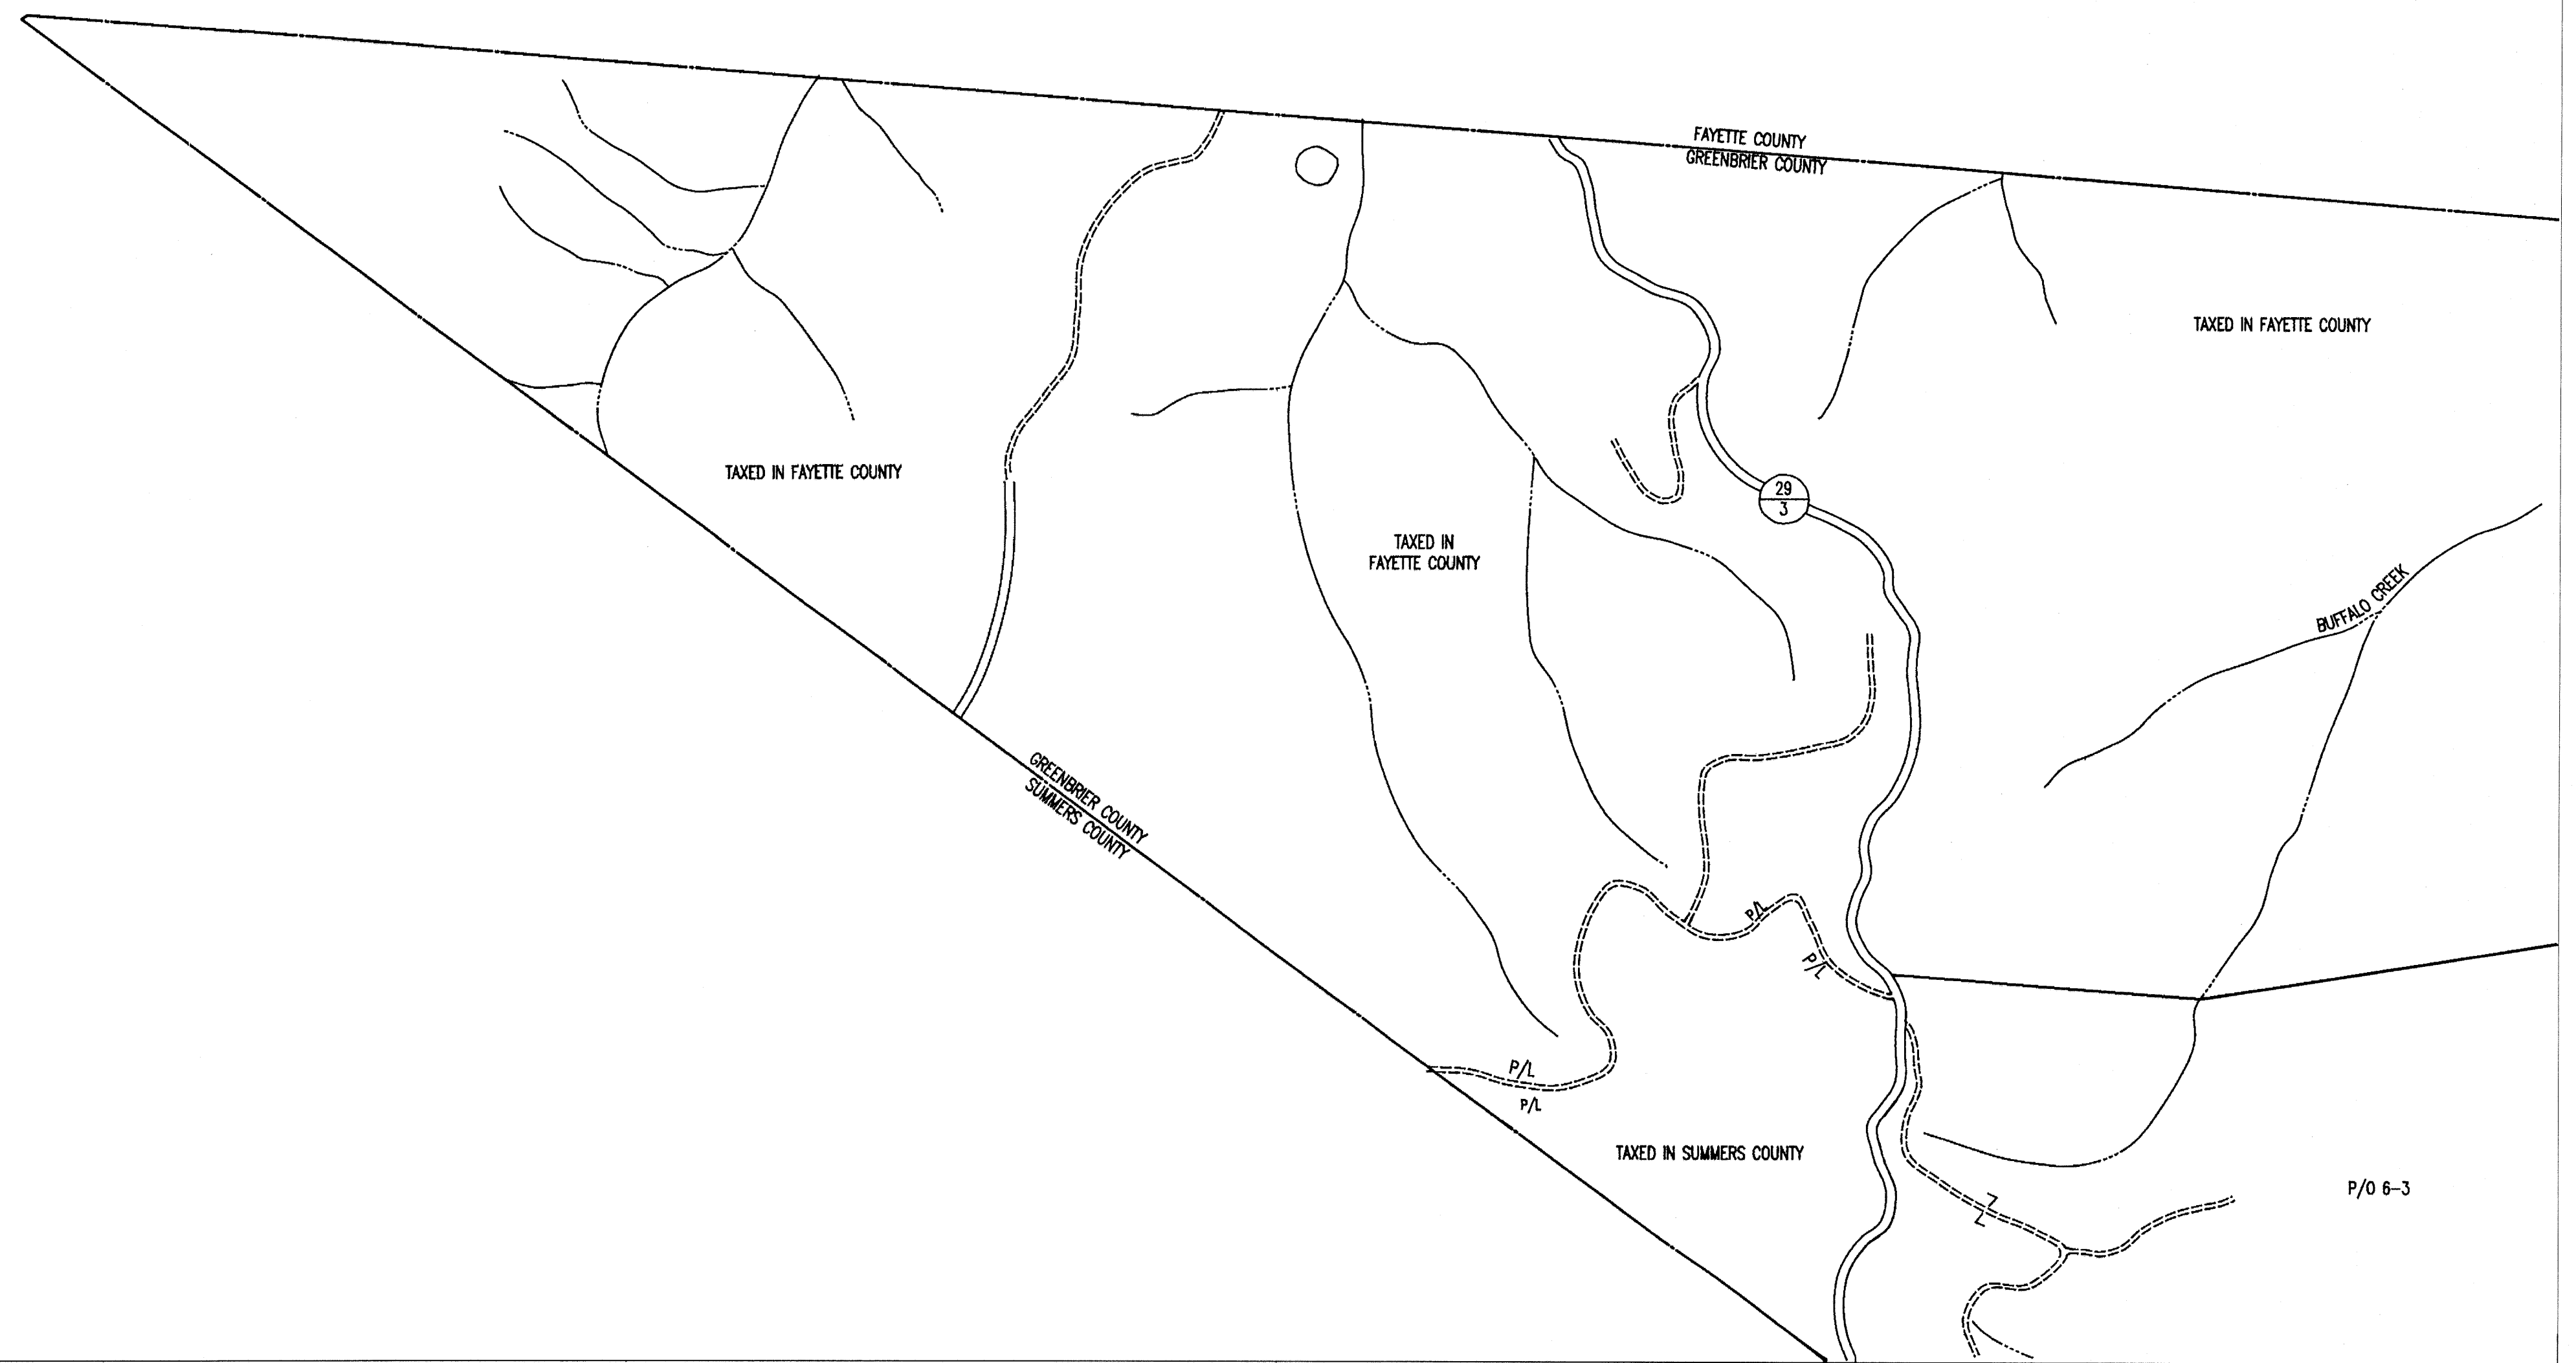 FAYETTE COUNTY
GREENBRIER COUNTY
TAXED IN FAYETTE COUNTY
TAXED IN FAYETTE COUNTY
29
3
TAXED IN
FAYETTE COUNTY
BUFFALO CREEK
GREENBRIER COUNTY
SUMMERS COUNTY
P/L
P/L
P/L
P/L
TAXED IN SUMMERS COUNTY
P/O 6-3